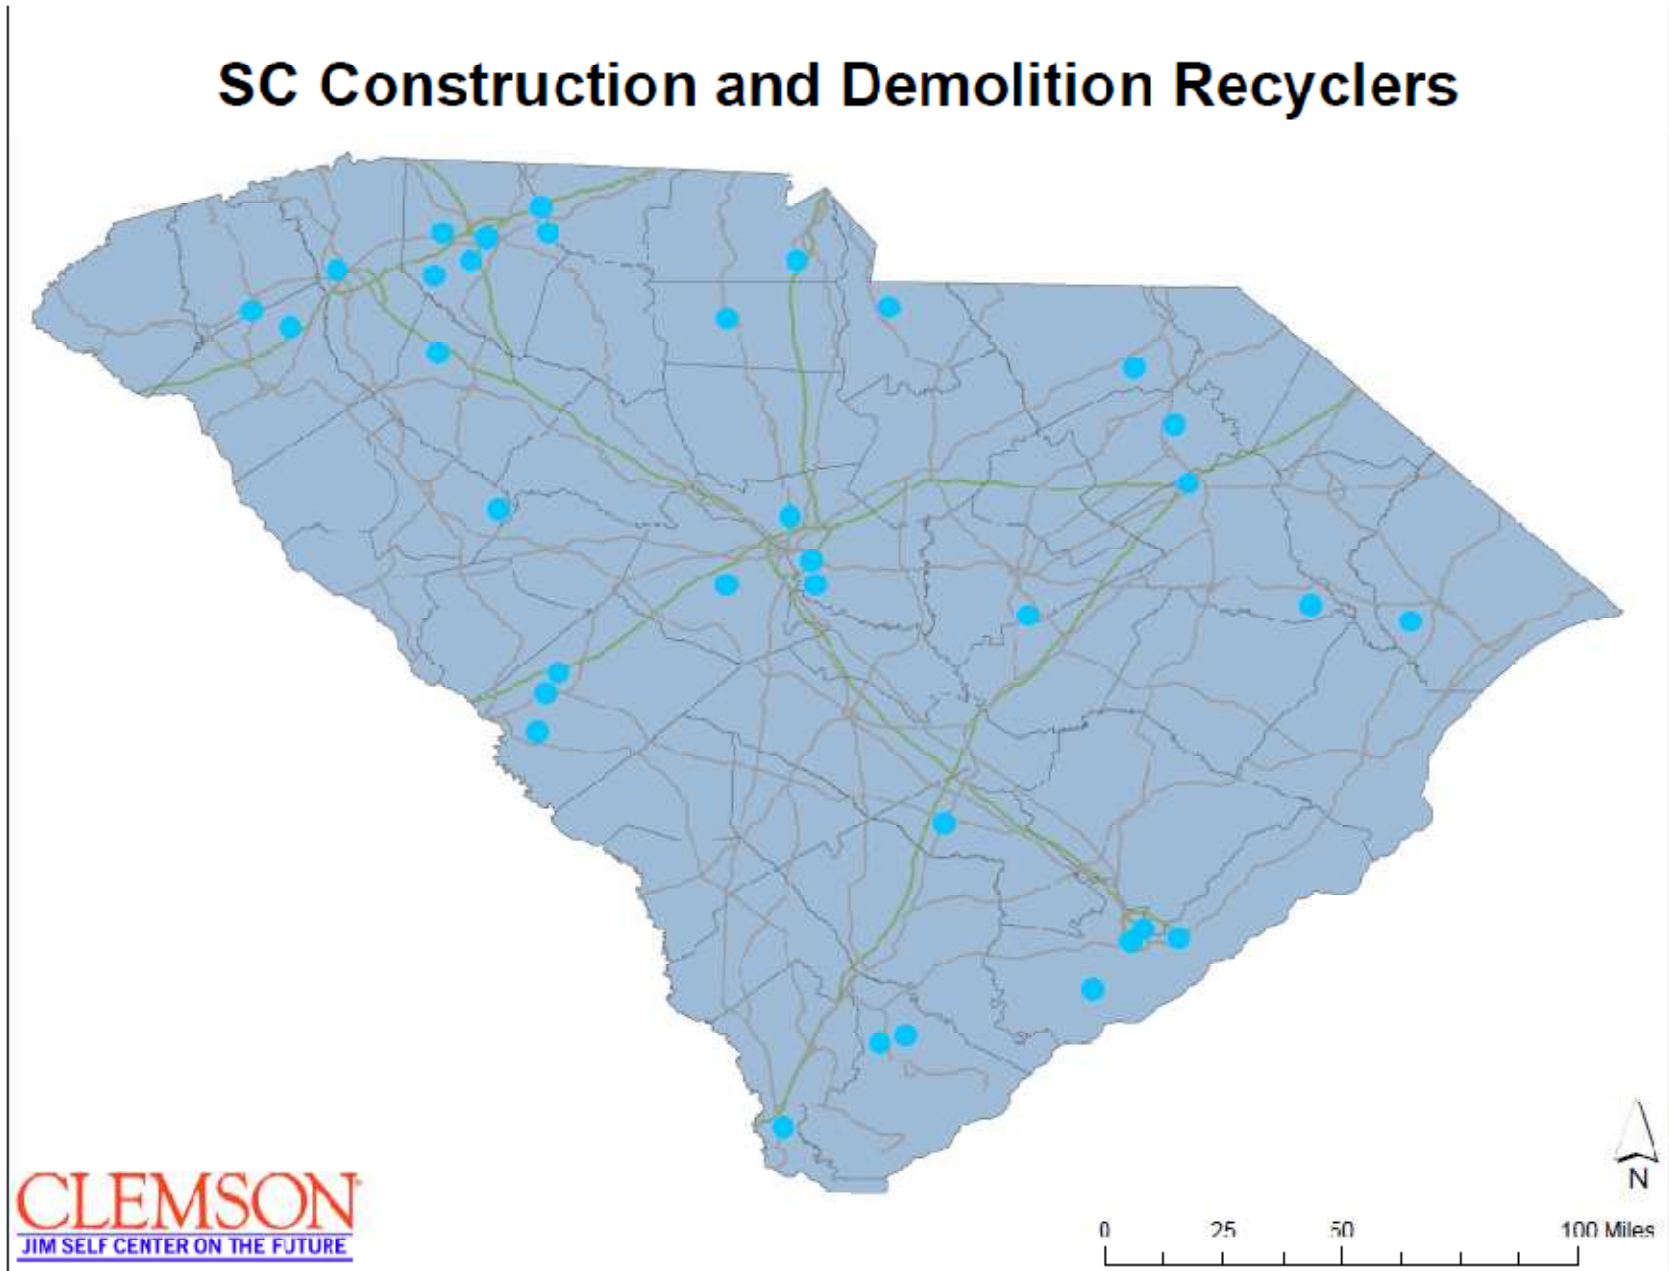 SC Construction and Demolition Recyclers
N
0 25 50 100 Miles
CLEMSON
JIM SELF CENTER ON THE FUTURE